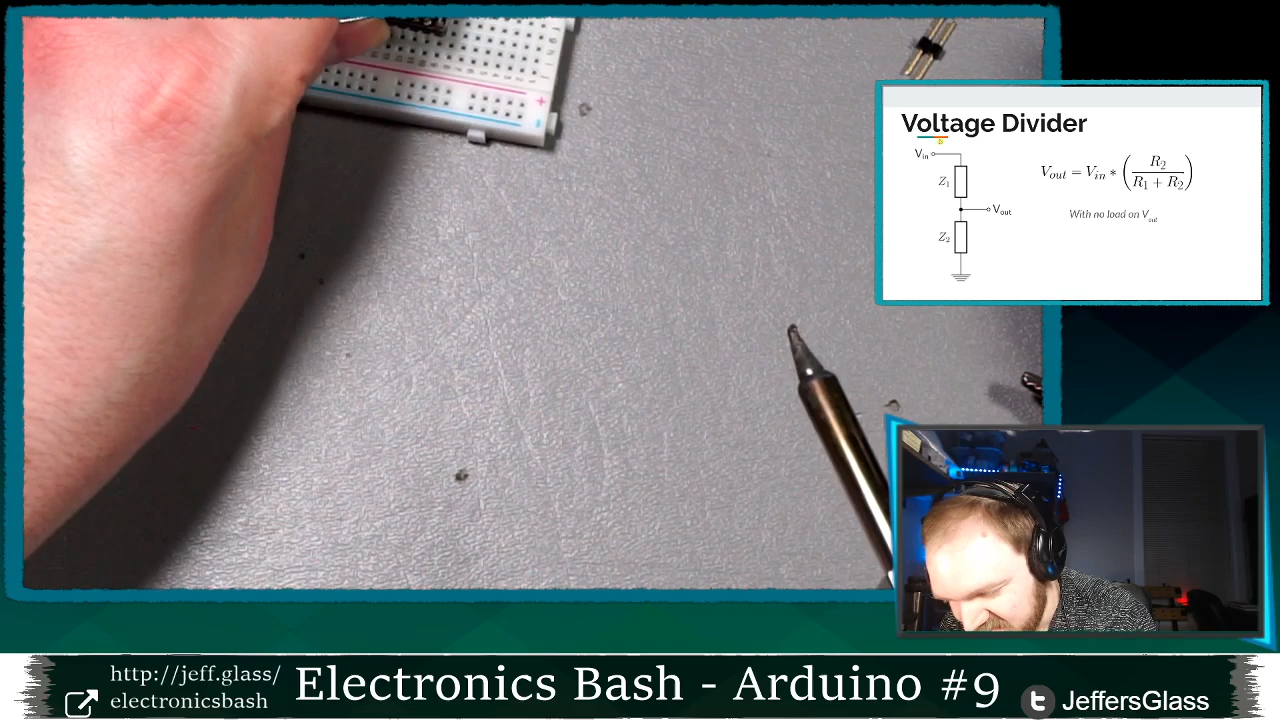 Voltage Divider
Vin
Z1
Vout = Vin * ( R2 / R1 + R2 )
Vout
With no load on Vout
Z2
+
-
http://jeff.glass/
electronicsbash
Electronics Bash - Arduino #9
JeffersGlass